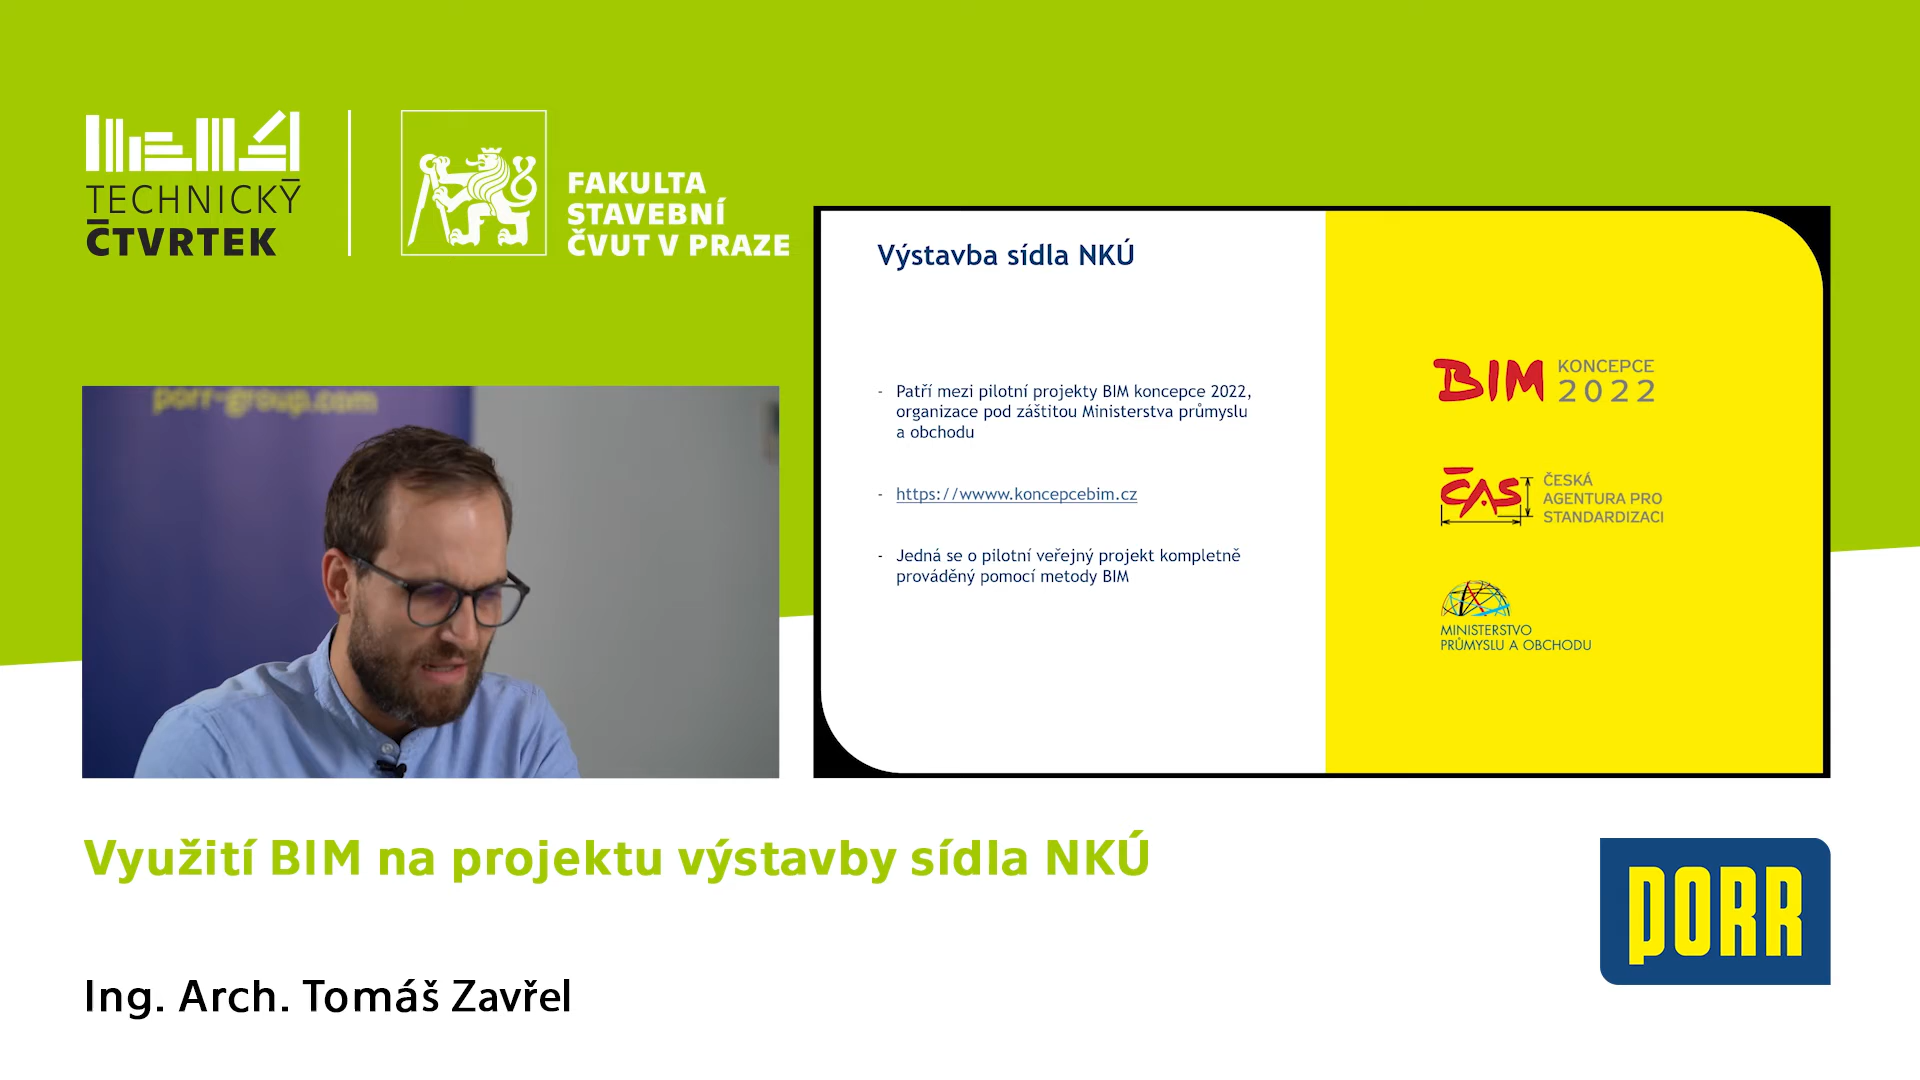 TECHNICKÝ
ČTVRTEK
FAKULTA
STAVEBNÍ
ČVUT V PRAZE
porr-group.com
Výstavba sídla NKÚ
- Patří mezi pilotní projekty BIM koncepce 2022,
organizace pod záštitou Ministerstva průmyslu
a obchodu
- https://wwww.koncepcebim.cz
- Jedná se o pilotní veřejný projekt kompletně
prováděný pomocí metody BIM
BIM KONCEPCE
2022
ČAS ČESKÁ
AGENTURA PRO
STANDARDIZACI
MINISTERSTVO
PRŮMYSLU A OBCHODU
Využití BIM na projektu výstavby sídla NKÚ
Ing. Arch. Tomáš Zavřel
PORR